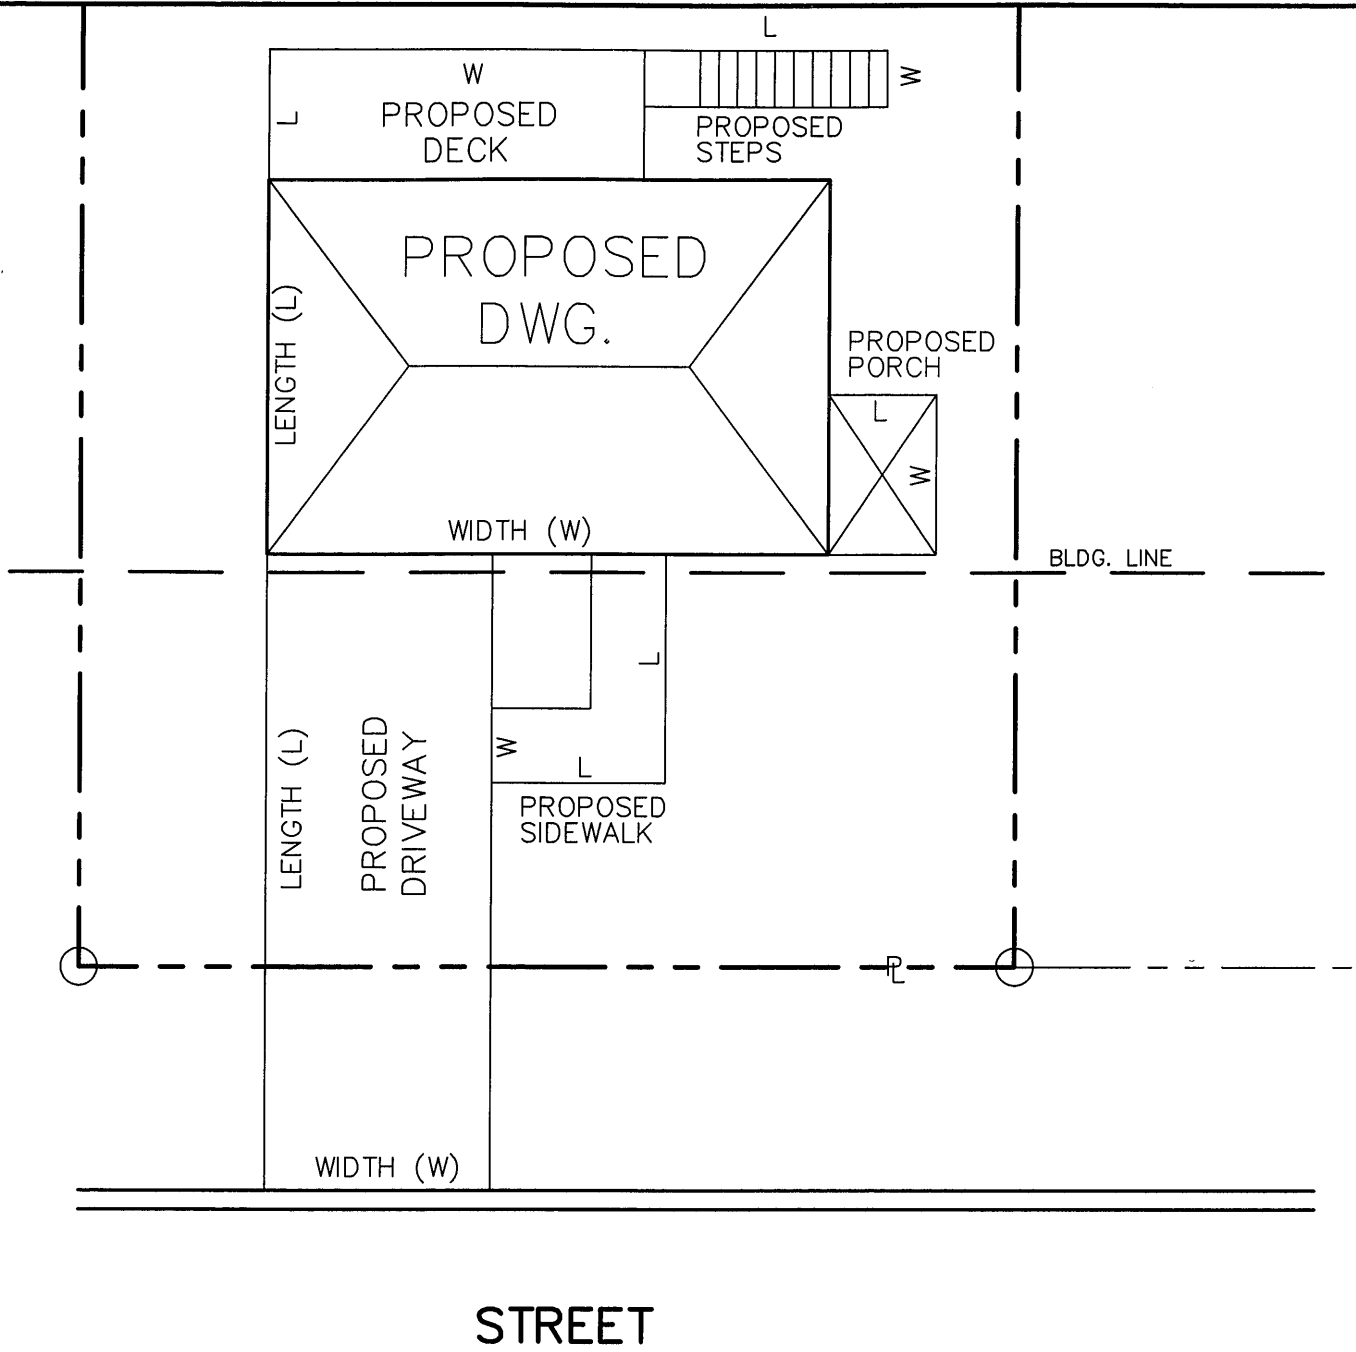 L
W
W
PROPOSED
DECK
L
PROPOSED
STEPS
PROPOSED
DWG.
LENGTH (L)
PROPOSED
PORCH
L
W
WIDTH (W)
BLDG. LINE
L
W
L
PROPOSED
SIDEWALK
LENGTH (L)
PROPOSED
DRIVEWAY
PL
WIDTH (W)
STREET